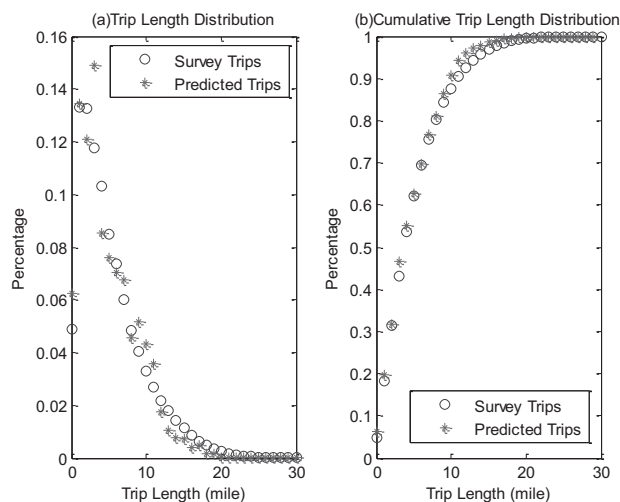 (a)Trip Length Distribution
0.16
0.14
0.12
0.1
0.08
0.06
0.04
0.02
0
Percentage
Survey Trips
Predicted Trips
0 10 20 30
Trip Length (mile)
(b)Cumulative Trip Length Distribution
1
0.9
0.8
0.7
0.6
0.5
0.4
0.3
0.2
0.1
0
Percentage
Survey Trips
Predicted Trips
0 10 20 30
Trip Length (mile)